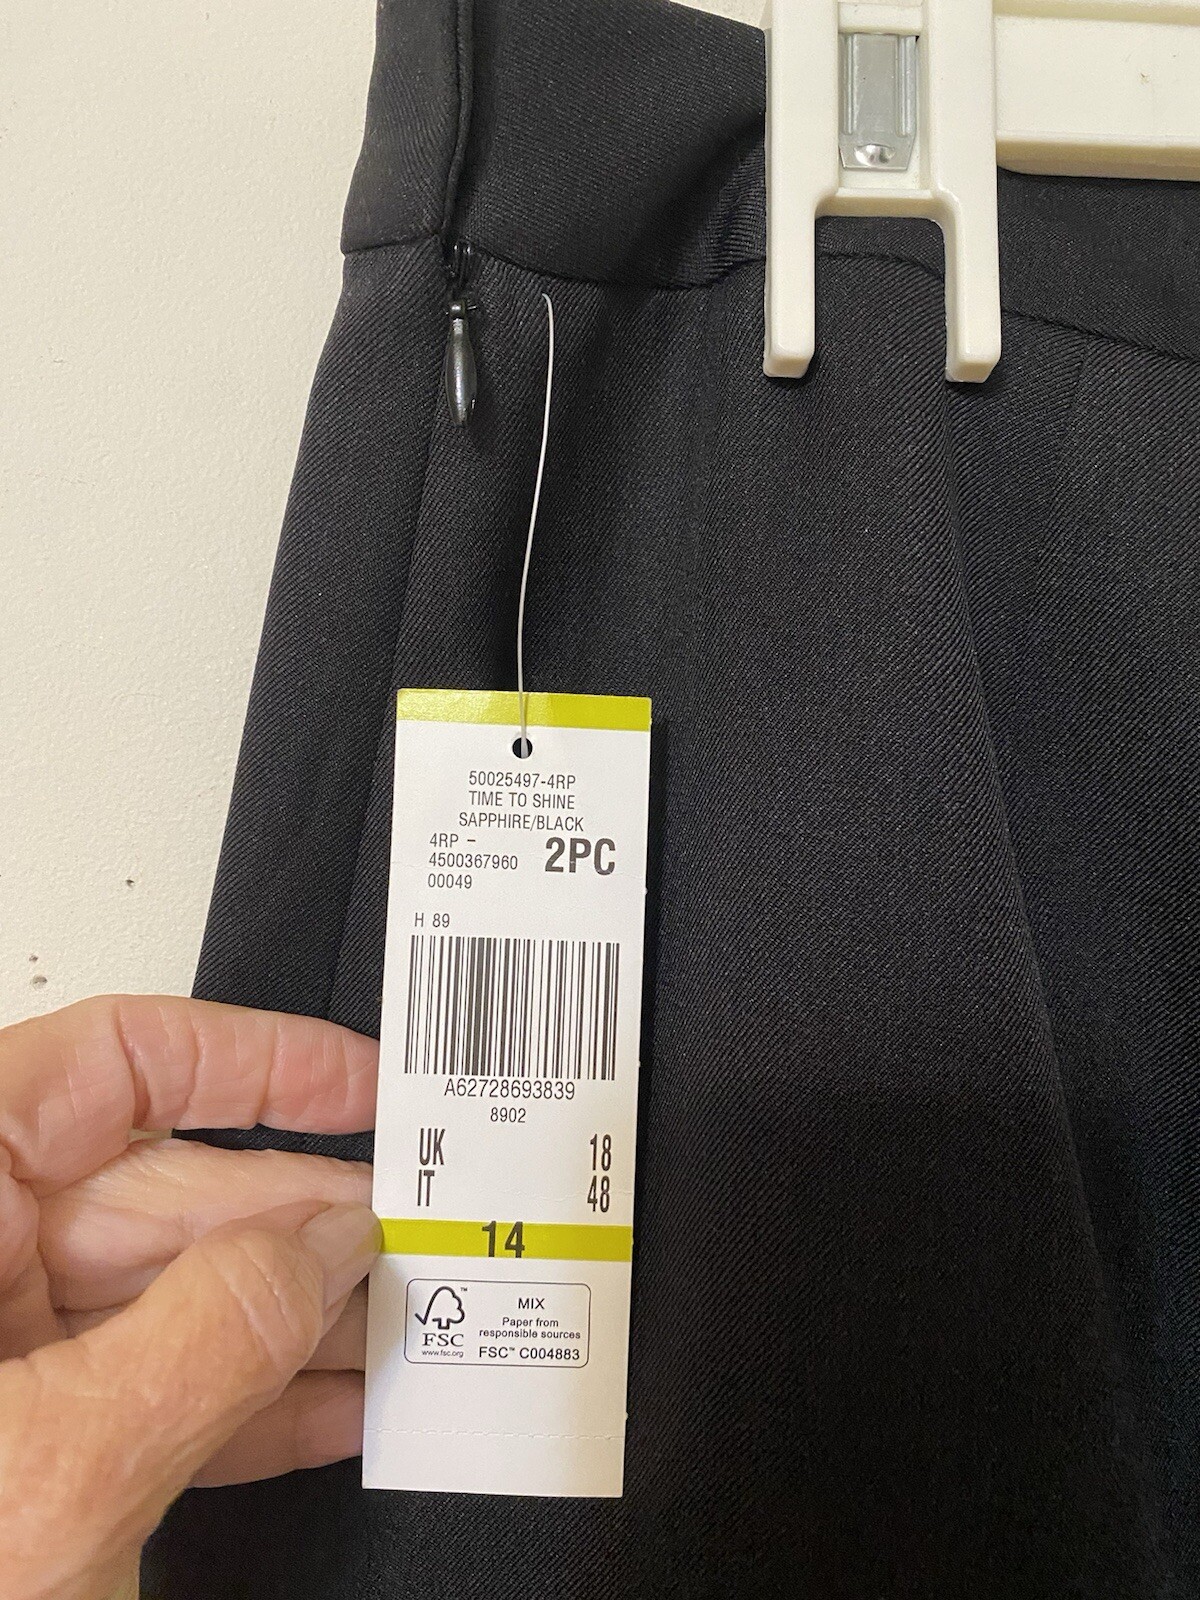 50025497-4RP
TIME TO SHINE
SAPPHIRE/BLACK
4RP -
4500367960
00049
2PC
H 89
A62728693839
8902
UK 18
IT 48
14
FSC
www.fsc.org
MIX
Paper from
responsible sources
FSC™ C004883